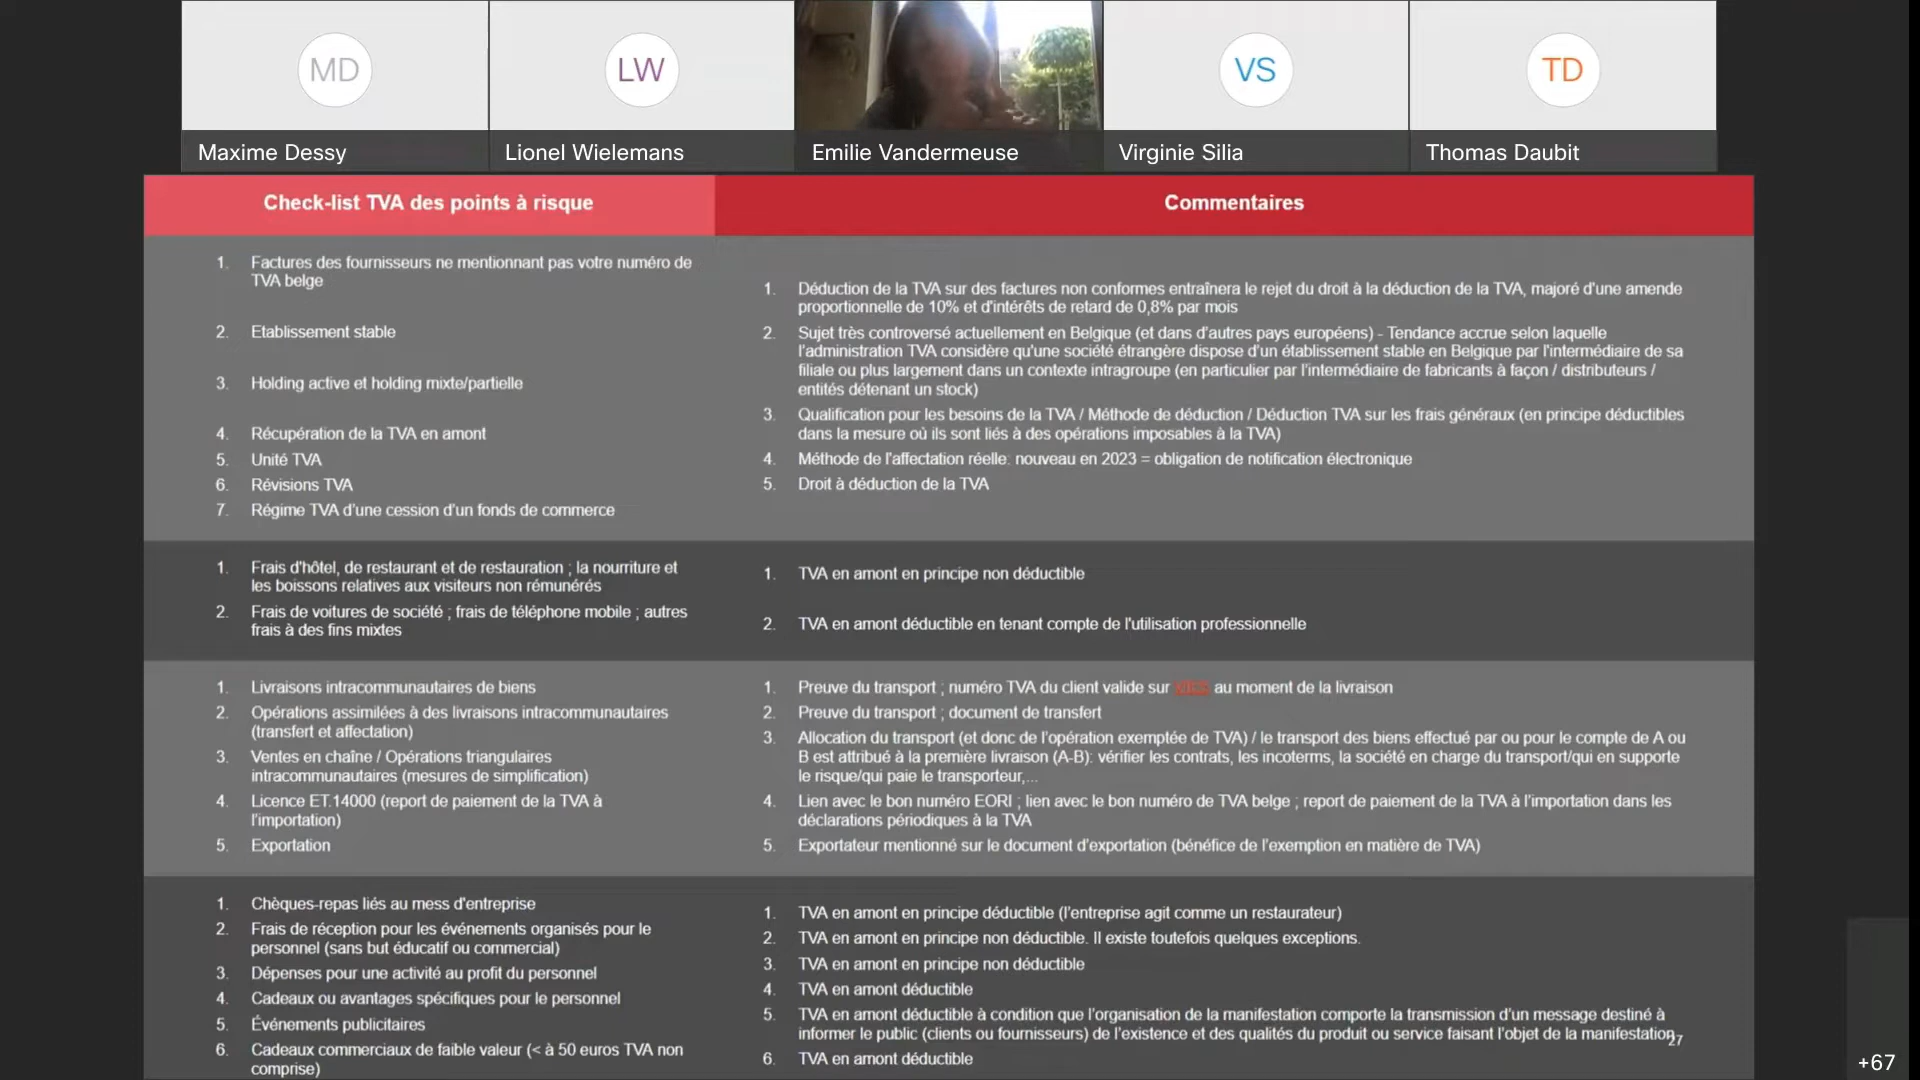 MD
LW
VS
TD
Maxime Dessy
Lionel Wielemans
Emilie Vandermeuse
Virginie Silia
Thomas Daubit
Check-list TVA des points à risque
Commentaires
1. Factures des fournisseurs ne mentionnant pas votre numéro de
TVA belge
2. Etablissement stable
3. Holding active et holding mixte/partielle
4. Récupération de la TVA en amont
5. Unité TVA
6. Révisions TVA
7. Régime TVA d'une cession d'un fonds de commerce
1. Déduction de la TVA sur des factures non conformes entraînera le rejet du droit à la déduction de la TVA, majoré d'une amende
proportionnelle de 10% et d'intérêts de retard de 0,8% par mois
2. Sujet très controversé actuellement en Belgique (et dans d'autres pays européens) - Tendance accrue selon laquelle
l'administration TVA considère qu'une société étrangère dispose d'un établissement stable en Belgique par l'intermédiaire de sa
filiale ou plus largement dans un contexte intragroupe (en particulier par l'intermédiaire de fabricants à façon / distributeurs /
entités détenant un stock)
3. Qualification pour les besoins de la TVA / Méthode de déduction / Déduction TVA sur les frais généraux (en principe déductibles
dans la mesure où ils sont liés à des opérations imposables à la TVA)
4. Méthode de l'affectation réelle: nouveau en 2023 = obligation de notification électronique
5. Droit à déduction de la TVA
1. Frais d'hôtel, de restaurant et de restauration ; la nourriture et
les boissons relatives aux visiteurs non rémunérés
2. Frais de voitures de société ; frais de téléphone mobile ; autres
frais à des fins mixtes
1. TVA en amont en principe non déductible
2. TVA en amont déductible en tenant compte de l'utilisation professionnelle
1. Livraisons intracommunautaires de biens
2. Opérations assimilées à des livraisons intracommunautaires
(transfert et affectation)
3. Ventes en chaîne / Opérations triangulaires
intracommunautaires (mesures de simplification)
4. Licence ET.14000 (report de paiement de la TVA à
l'importation)
5. Exportation
1. Preuve du transport ; numéro TVA du client valide sur au moment de la livraison
2. Preuve du transport ; document de transfert
3. Allocation du transport (et donc de l'opération exemptée de TVA) / le transport des biens effectué par ou pour le compte de A ou
B est attribué à la première livraison (A-B): vérifier les contrats, les incoterms, la société en charge du transport/qui en supporte
le risque/qui paie le transporteur,...
4. Lien avec le bon numéro EORI ; lien avec le bon numéro de TVA belge ; report de paiement de la TVA à l'importation dans les
déclarations périodiques à la TVA
5. Exportateur mentionné sur le document d'exportation (bénéfice de l'exemption en matière de TVA)
1. Chèques-repas liés au mess d'entreprise
2. Frais de réception pour les événements organisés pour le
personnel (sans but éducatif ou commercial)
3. Dépenses pour une activité au profit du personnel
4. Cadeaux ou avantages spécifiques pour le personnel
5. Événements publicitaires
6. Cadeaux commerciaux de faible valeur (< à 50 euros TVA non
comprise)
1. TVA en amont en principe déductible (l'entreprise agit comme un restaurateur)
2. TVA en amont en principe non déductible. Il existe toutefois quelques exceptions.
3. TVA en amont en principe non déductible
4. TVA en amont déductible
5. TVA en amont déductible à condition que l'organisation de la manifestation comporte la transmission d'un message destiné à
informer le public (clients ou fournisseurs) de l'existence et des qualités du produit ou service faisant l'objet de la manifestation
6. TVA en amont déductible
27
+67